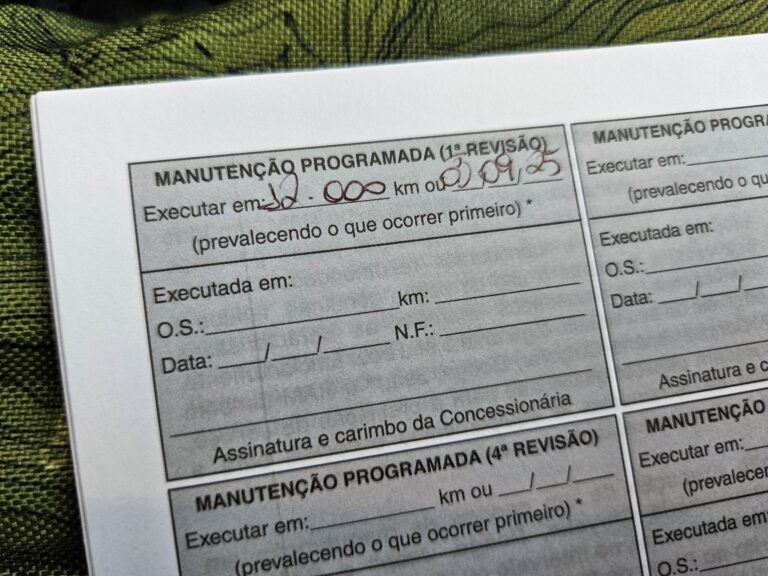 MANUTENÇÃO PROGRAMADA (1ª REVISÃO)
Executar em: 12.000 km ou 03/09/25
(prevalecendo o que ocorrer primeiro) *
Executada em:
O.S.: km:
Data: / / N.F.:
Assinatura e carimbo da Concessionária
MANUTENÇÃO PROGRAMADA (4ª REVISÃO)
Executar em: km ou / /
(prevalecendo o que ocorrer primeiro) *
MANUTENÇÃO PROGRA
Executar em:
(prevalecendo o qu
Executada em:
O.S.:
Data: / /
Assinatura e c
MANUTENÇÃO
Executar em:
(prevalece
Executada em:
O.S.: